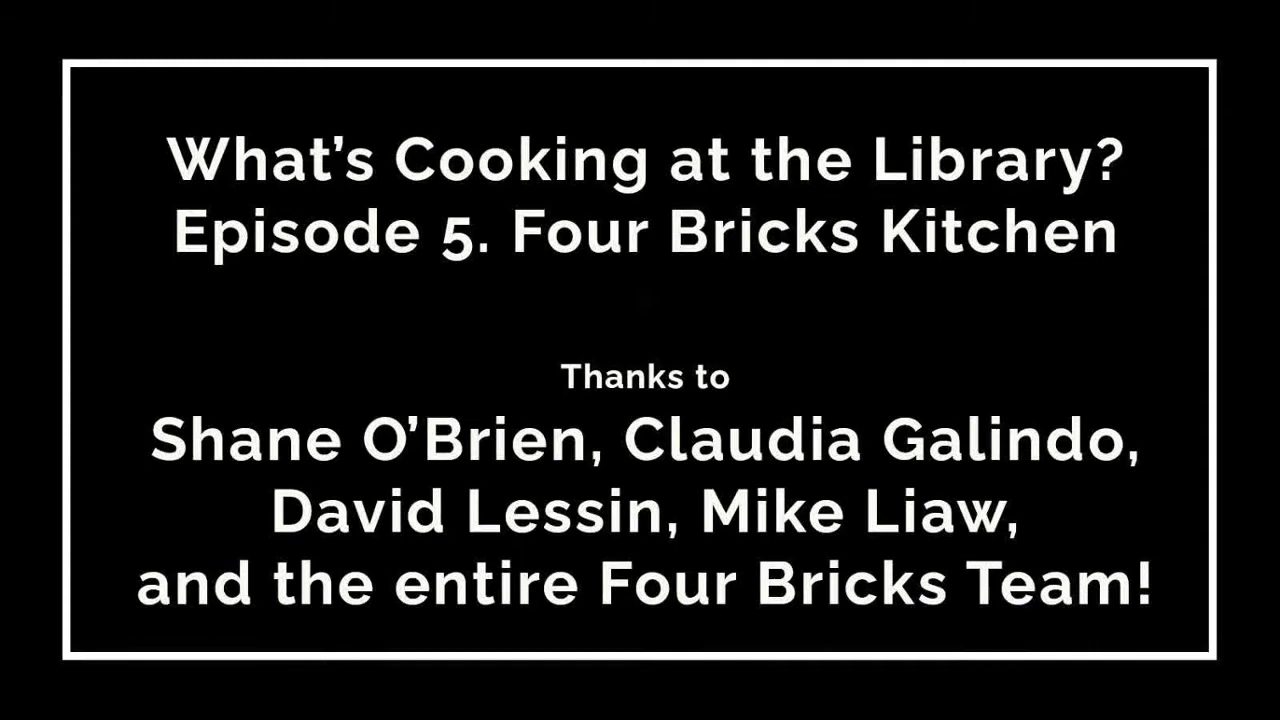 What’s Cooking at the Library?
Episode 5. Four Bricks Kitchen
Thanks to
Shane O’Brien, Claudia Galindo,
David Lessin, Mike Liaw,
and the entire Four Bricks Team!